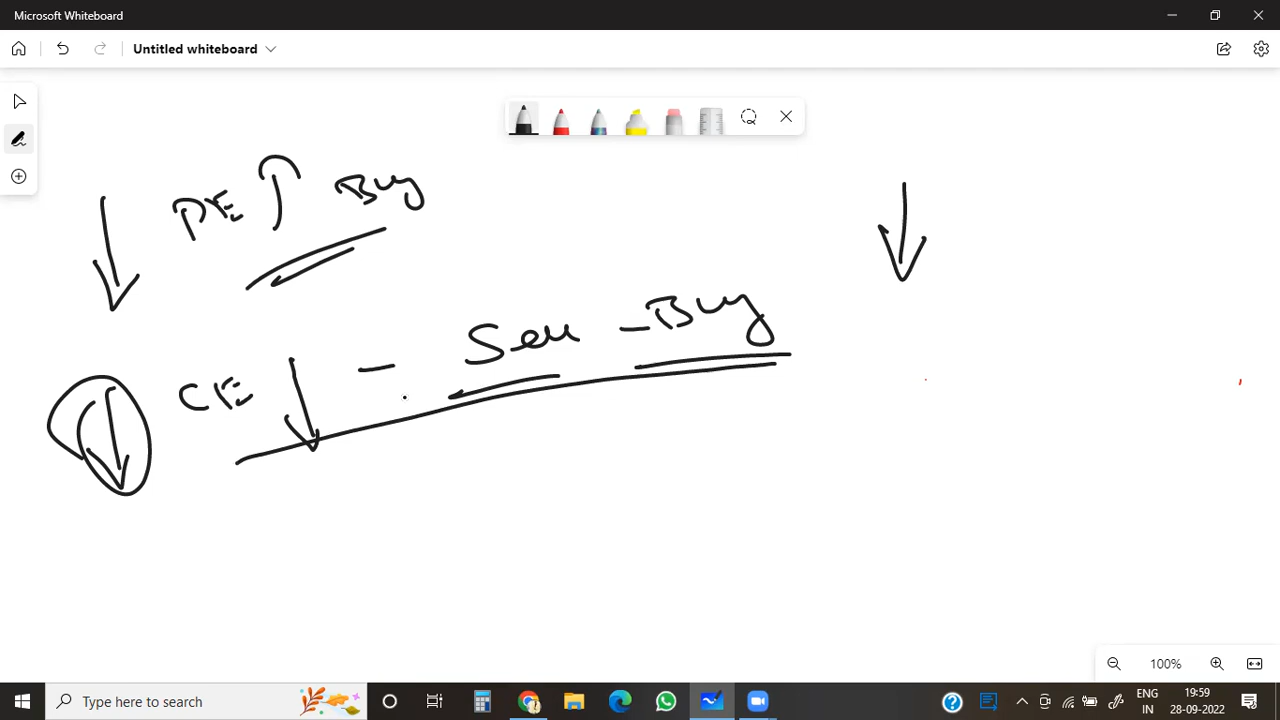 Microsoft Whiteboard
Untitled whiteboard
PE Buy
CE - Sell - Buy
100%
Type here to search
ENG 19:59
IN 28-09-2022